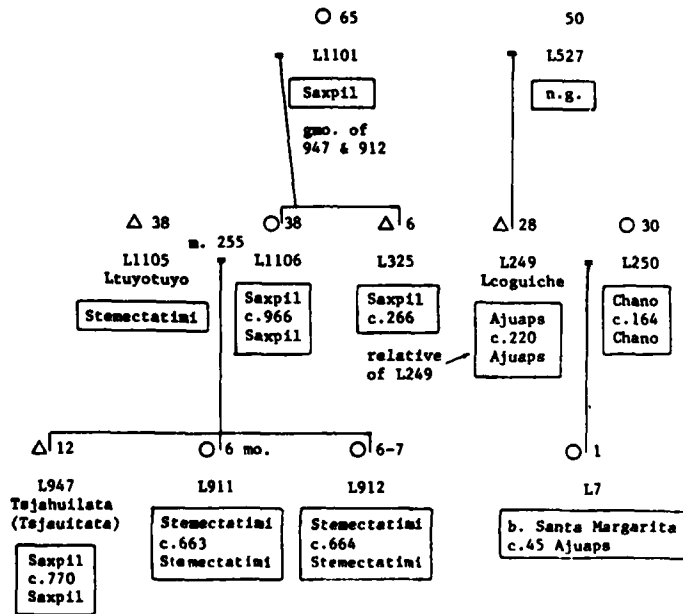 65
50
L1101
L527
Saxpil
n.g.
gmo. of
947 & 912
38
38
6
28
30
m. 255
L1105
Ltuyotuyo
L1106
L325
L249
Lcoguiche
L250
Stemectatimi
Saxpil
c.966
Saxpil
Saxpil
c.266
Ajuaps
c.220
Ajuaps
Chano
c.164
Chano
relative
of L249
12
6 mo.
6-7
1
L947
Tsjahuilata
(Tsjauitata)
L911
L912
L7
Saxpil
c.770
Saxpil
Stemectatimi
c.663
Stemectatimi
Stemectatimi
c.664
Stemectatimi
b. Santa Margarita
c.45 Ajuaps